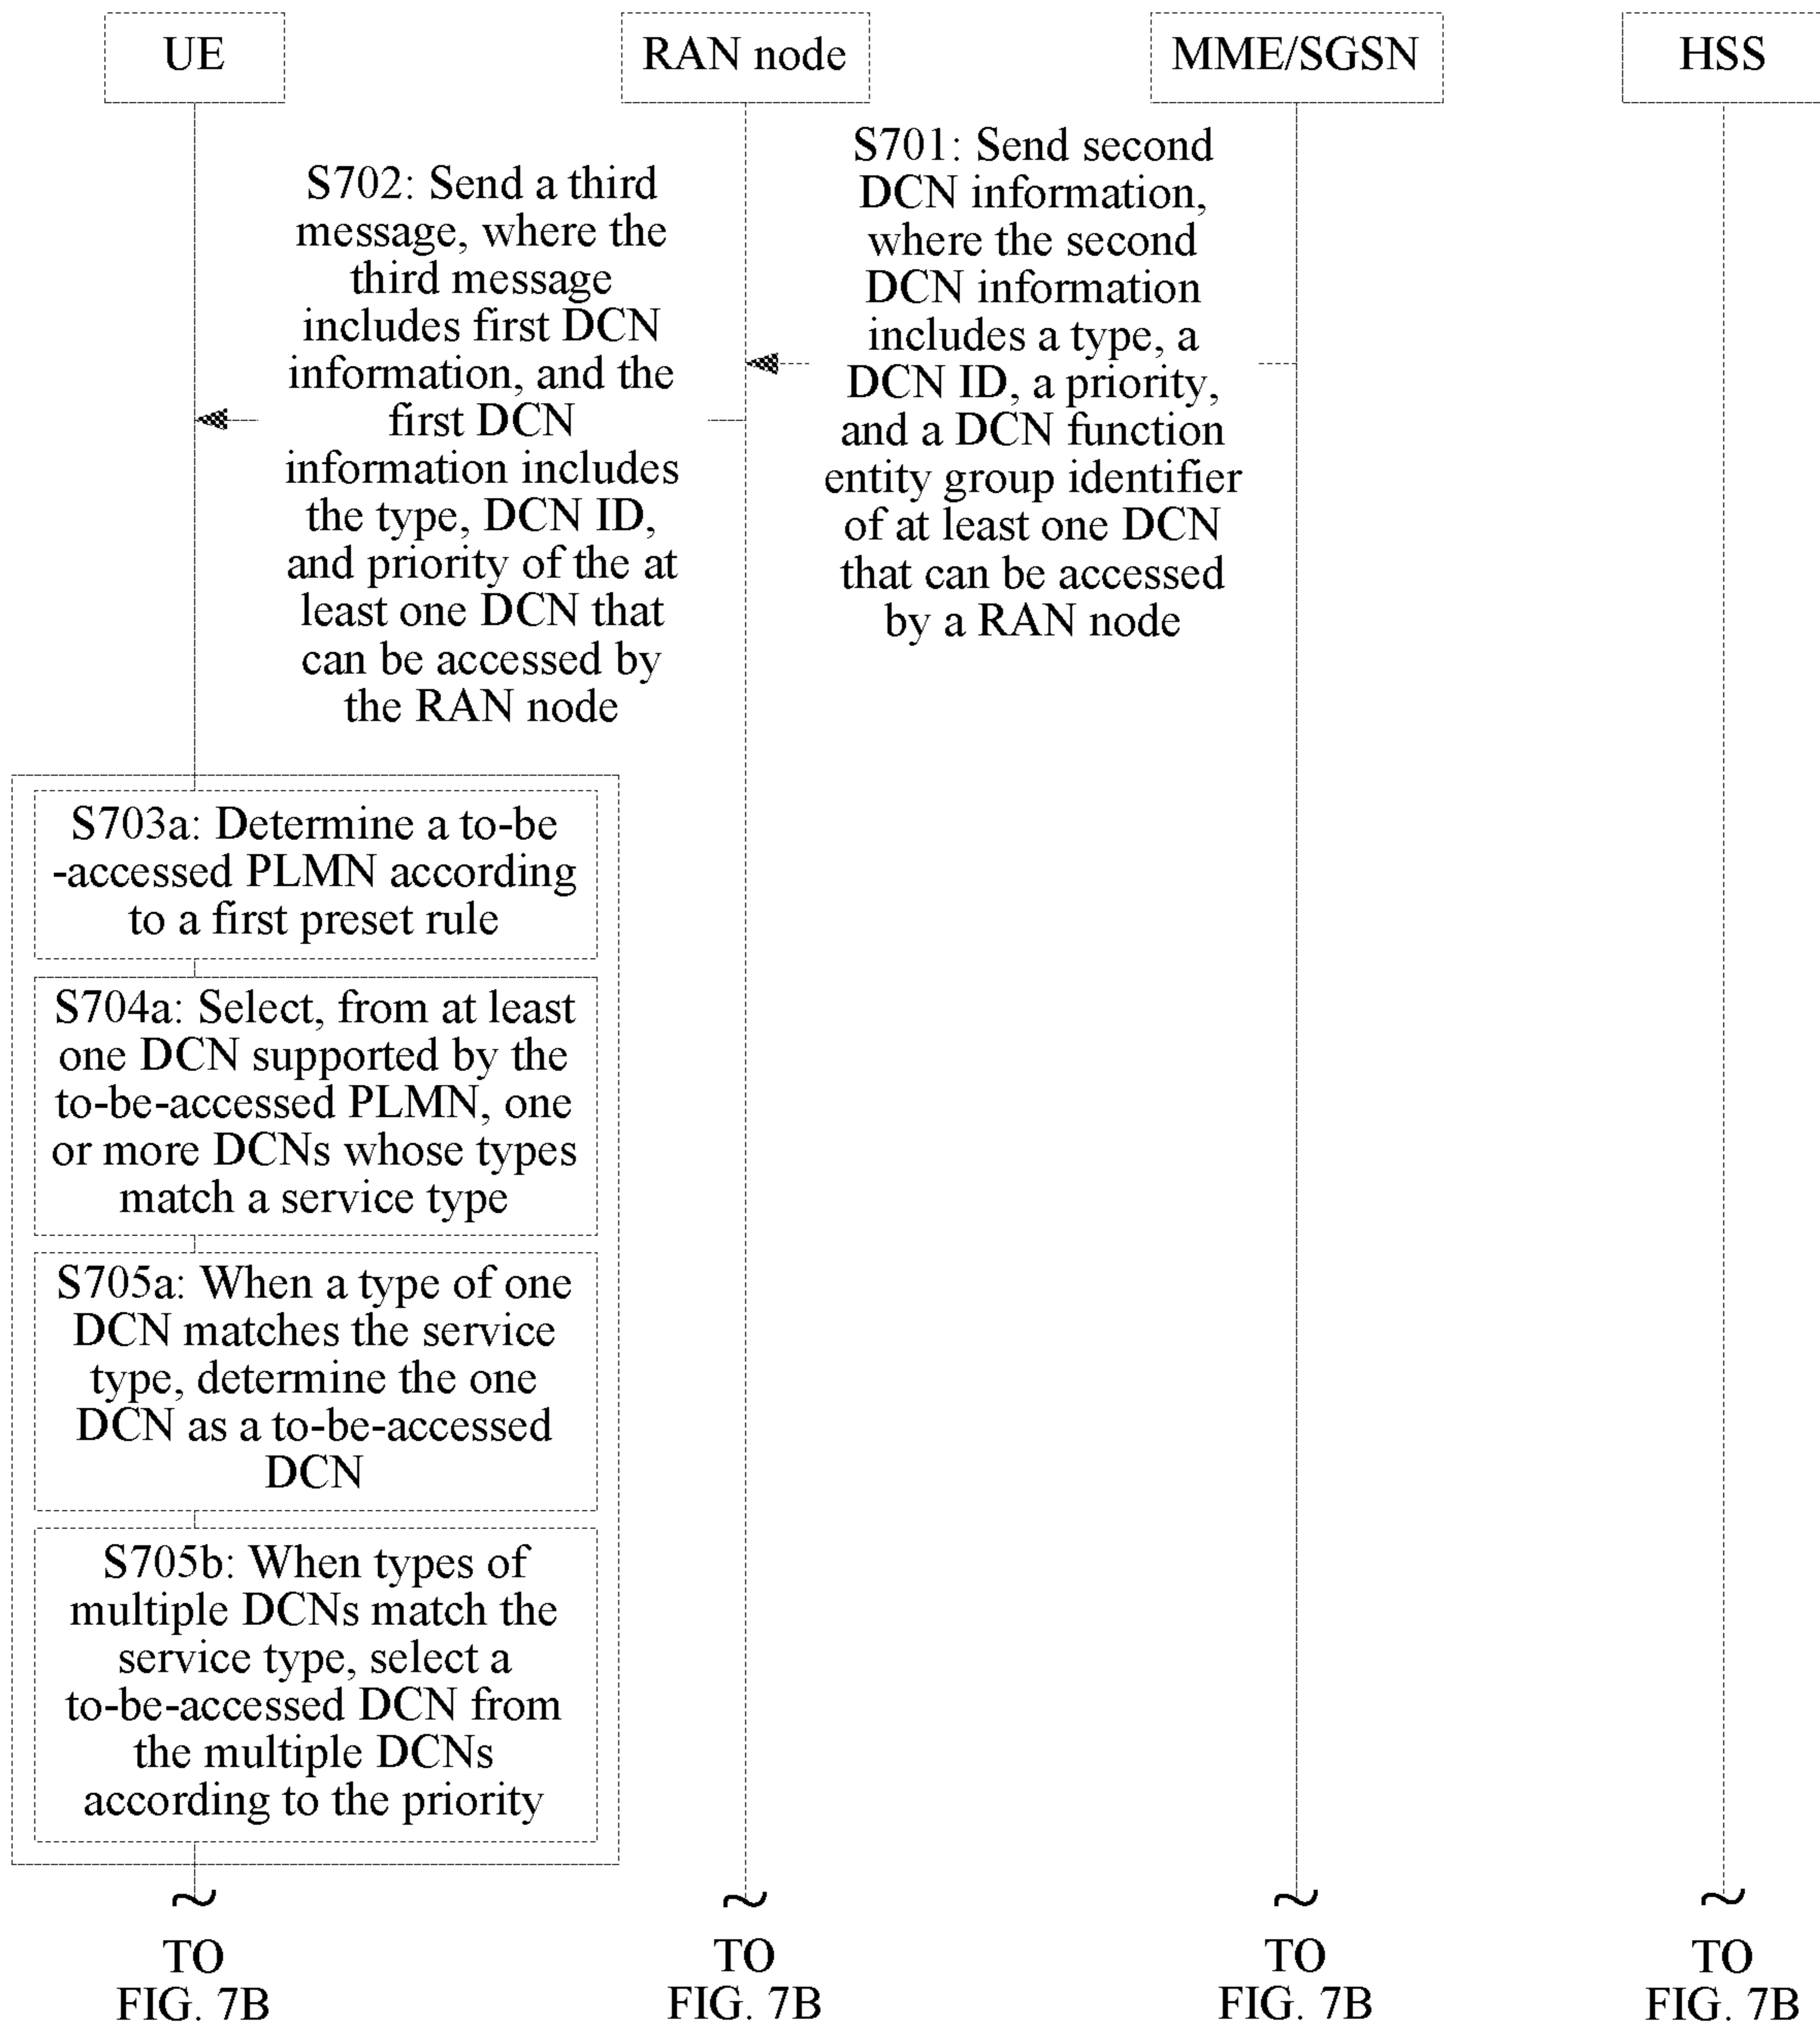 UE
RAN node
MME/SGSN
HSS
S701: Send second
DCN information,
where the second
DCN information
includes a type, a
DCN ID, a priority,
and a DCN function
entity group identifier
of at least one DCN
that can be accessed
by a RAN node
S702: Send a third
message, where the
third message
includes first DCN
information, and the
first DCN
information includes
the type, DCN ID,
and priority of the at
least one DCN that
can be accessed by
the RAN node
S703a: Determine a to-be
-accessed PLMN according
to a first preset rule
S704a: Select, from at least
one DCN supported by the
to-be-accessed PLMN, one
or more DCNs whose types
match a service type
S705a: When a type of one
DCN matches the service
type, determine the one
DCN as a to-be-accessed
DCN
S705b: When types of
multiple DCNs match the
service type, select a
to-be-accessed DCN from
the multiple DCNs
according to the priority
TO
FIG. 7B
TO
FIG. 7B
TO
FIG. 7B
TO
FIG. 7B